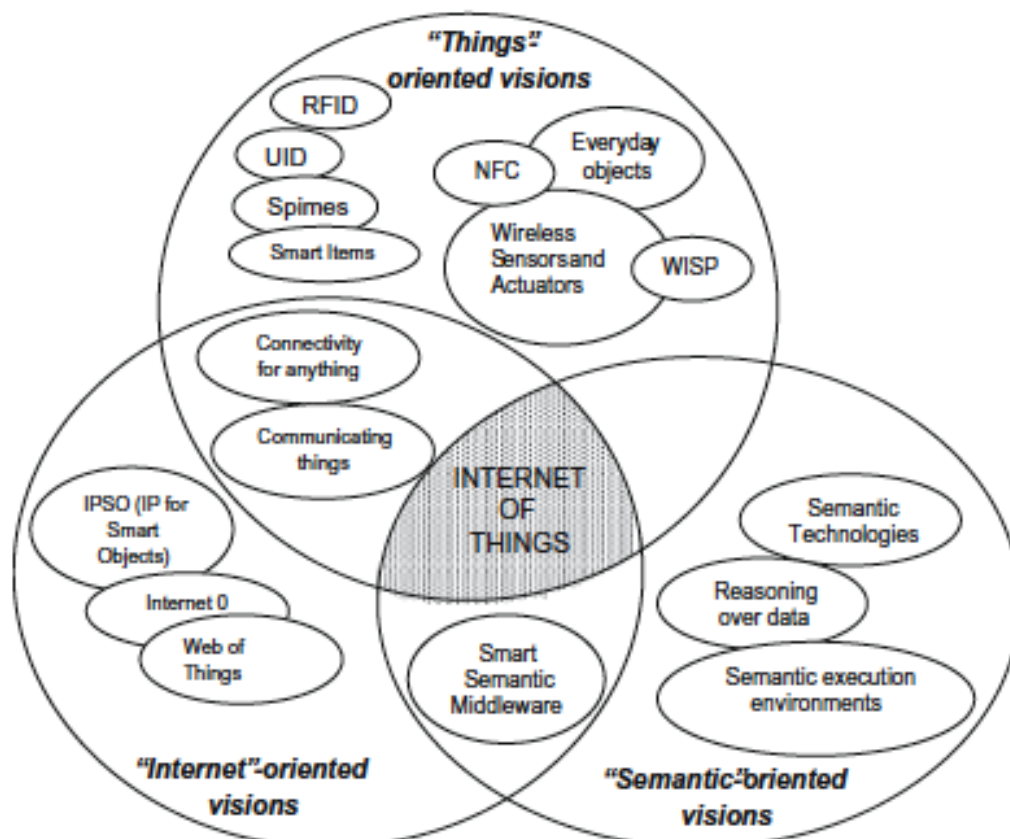 “Things”-
oriented visions
RFID
UID
Spimes
Smart Items
NFC
Everyday
objects
Wireless
Sensors and
Actuators
WISP
Connectivity
for anything
Communicating
things
INTERNET
OF
THINGS
IPSO (IP for
Smart
Objects)
Internet 0
Web of
Things
Smart
Semantic
Middleware
Semantic
Technologies
Reasoning
over data
Semantic execution
environments
“Internet”-oriented
visions
“Semantic”-oriented
visions